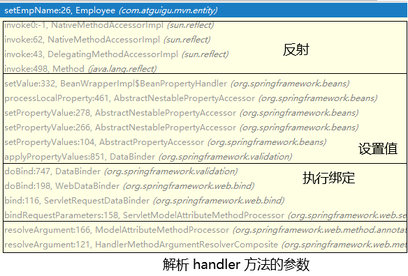 setEmpName:26, Employee (com.atguigu.mvn.entity)
invoke0:-1, NativeMethodAccessorImpl (sun.reflect)
invoke:62, NativeMethodAccessorImpl (sun.reflect)
invoke:43, DelegatingMethodAccessorImpl (sun.reflect)
invoke:498, Method (java.lang.reflect)
反射
setValue:332, BeanWrapperImpl$BeanPropertyHandler (org.springframework.beans)
processLocalProperty:461, AbstractNestablePropertyAccessor (org.springframework.beans)
setPropertyValue:278, AbstractNestablePropertyAccessor (org.springframework.beans)
setPropertyValue:266, AbstractNestablePropertyAccessor (org.springframework.beans)
setPropertyValues:104, AbstractPropertyAccessor (org.springframework.beans)
applyPropertyValues:851, DataBinder (org.springframework.validation)
设置值
doBind:747, DataBinder (org.springframework.validation)
doBind:198, WebDataBinder (org.springframework.web.bind)
bind:116, ServletRequestDataBinder (org.springframework.web.bind)
bindRequestParameters:158, ServletModelAttributeMethodProcessor (org.springframework.web.se
执行绑定
resolveArgument:166, ModelAttributeMethodProcessor (org.springframework.web.method.annota
resolveArgument:121, HandlerMethodArgumentResolverComposite (org.springframework.web.me
解析 handler 方法的参数